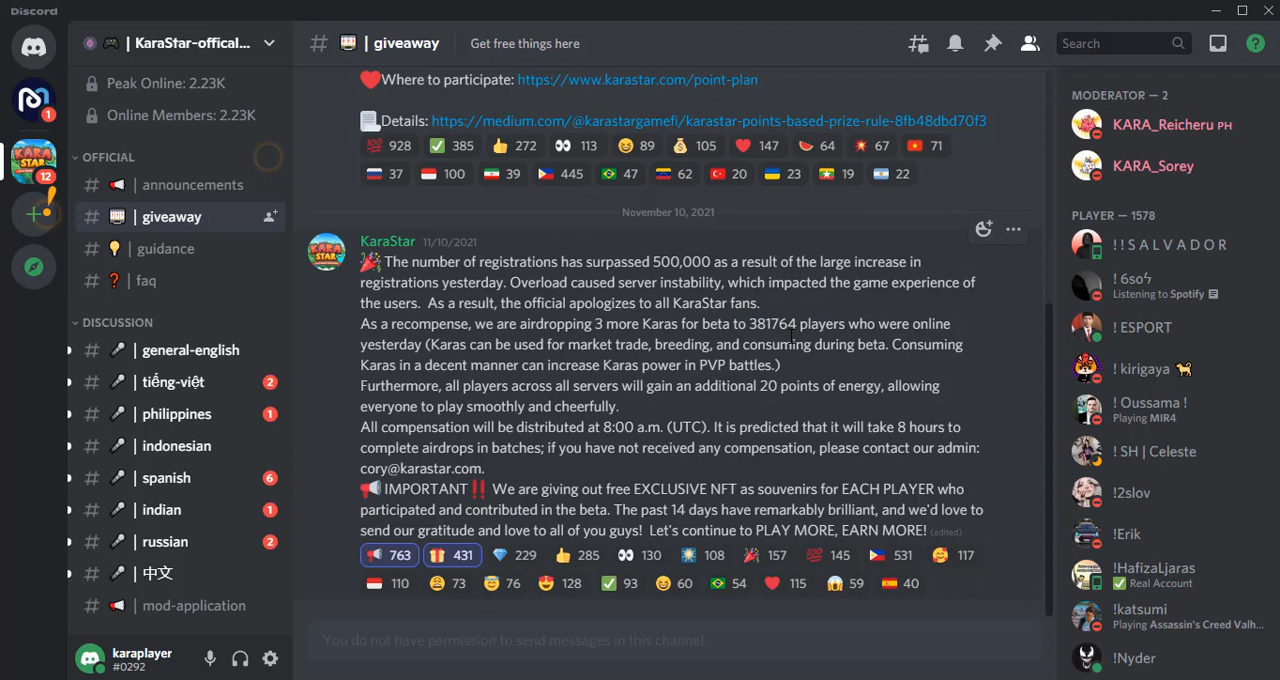 Discord
KaraStar-offical...
Peak Online: 2.23K
Online Members: 2.23K
OFFICIAL
# | announcements
# | giveaway
# | guidance
# | faq
DISCUSSION
# | general-english
# | tiếng-việt 2
# | philippines 1
# | indonesian
# | spanish 6
# | indian 1
# | russian 2
# | 中文
# | mod-application
karaplayer
#0292
1
KARA STAR
12
# | giveaway Get free things here
Search
❤Where to participate: https://www.karastar.com/point-plan
📃Details: https://medium.com/@karastargamefi/karastar-points-based-prize-rule-8fb48dbd70f3
💯 928 ✅ 385 👍 272 👀 113 😄 89 💰 105 ❤ 147 🍉 64 💥 67 🇻🇳 71
🇷🇺 37 🇮🇩 100 🇮🇷 39 🇵🇭 445 🇧🇷 47 🇻🇪 62 🇹🇷 20 🇺🇦 23 🇲🇲 19 🇦🇷 22
November 10, 2021
KaraStar 11/10/2021
🎉 The number of registrations has surpassed 500,000 as a result of the large increase in
registrations yesterday. Overload caused server instability, which impacted the game experience of
the users. As a result, the official apologizes to all KaraStar fans.
As a recompense, we are airdropping 3 more Karas for beta to 381764 players who were online
yesterday (Karas can be used for market trade, breeding, and consuming during beta. Consuming
Karas in a decent manner can increase Karas power in PVP battles.)
Furthermore, all players across all servers will gain an additional 20 points of energy, allowing
everyone to play smoothly and cheerfully.
All compensation will be distributed at 8:00 a.m. (UTC). It is predicted that it will take 8 hours to
complete airdrops in batches; if you have not received any compensation, please contact our admin:
cory@karastar.com.
📢 IMPORTANT‼ We are giving out free EXCLUSIVE NFT as souvenirs for EACH PLAYER who
participated and contributed in the beta. The past 14 days have remarkably brilliant, and we'd love to
send our gratitude and love to all of you guys! Let's continue to PLAY MORE, EARN MORE! (edited)
📢 763 🎁 431 💎 229 👍 285 👀 130 🎇 108 🎉 157 💯 145 🇵🇭 531 🥰 117
🇮🇩 110 😩 73 😇 76 😍 128 ✅ 93 😆 60 🇧🇷 54 ❤ 115 😱 59 🇪🇸 40
You do not have permission to send messages in this channel
MODERATOR — 2
KARA_Reicheru PH
KARA_Sorey
PLAYER — 1578
! ! S A L V A D O R
! 6soϟ
Listening to Spotify
! ESPORT
! kirigaya
! Oussama !
Playing MIR4
! SH | Celeste
!2slov
!Erik
!HafizaLjaras
✅ Real Account
!katsumi
Playing Assassin's Creed Valh...
!Nyder